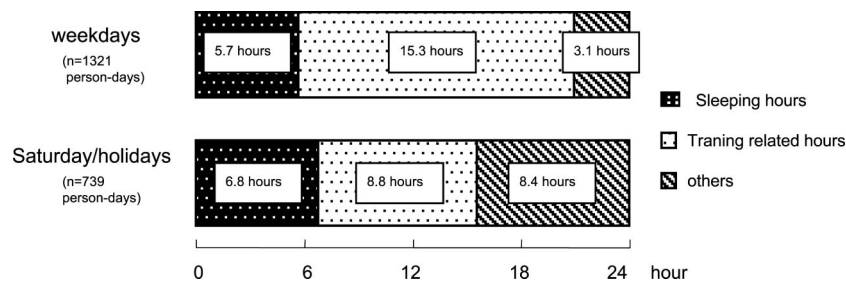 weekdays
(n=1321
person-days)
5.7 hours
15.3 hours
3.1 hours
Sleeping hours
Traning related hours
others
Saturday/holidays
(n=739
person-days)
6.8 hours
8.8 hours
8.4 hours
0 6 12 18 24 hour